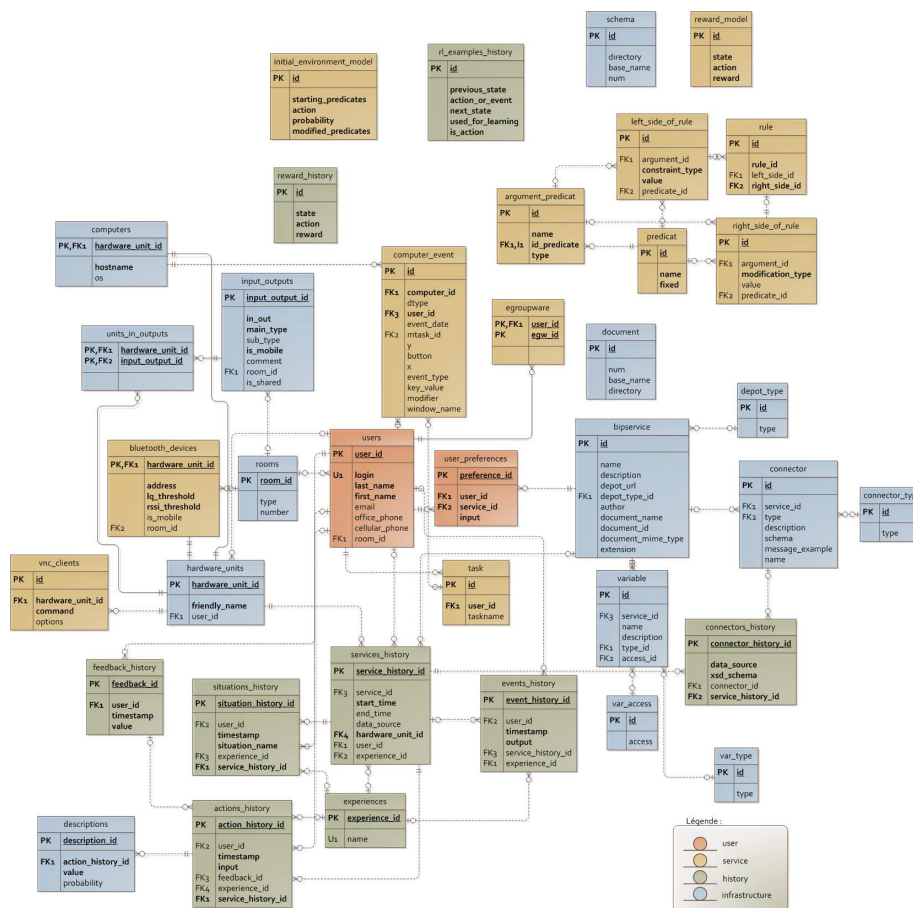 schema
PK id
directory
base_name
num
reward_model
PK id
state
action
reward
initial_environment_model
PK id
starting_predicates
action
probability
modified_predicates
rl_examples_history
PK id
previous_state
action_or_event
next_state
used_for_learning
is_action
left_side_of_rule
PK id
FK1 argument_id
constraint_type
value
FK2 predicate_id
rule
PK id
rule_id
FK1 left_side_id
FK2 right_side_id
reward_history
PK id
state
action
reward
argument_predicat
PK id
name
FK1,I1 id_predicate
type
predicat
PK id
name
fixed
right_side_of_rule
PK id
FK1 argument_id
modification_type
value
FK2 predicate_id
computers
PK,FK1 hardware_unit_id
hostname
os
input_outputs
PK input_output_id
in_out
main_type
sub_type
is_mobile
comment
FK1 room_id
is_shared
computer_event
PK id
FK1 computer_id
dtype
FK3 user_id
event_date
FK2 mtask_id
y
button
x
event_type
key_value
modifier
window_name
egroupware
PK,FK1 user_id
PK egw_id
document
PK id
num
base_name
directory
units_in_outputs
PK,FK1 hardware_unit_id
PK,FK2 input_output_id
depot_type
PK id
type
bluetooth_devices
PK,FK1 hardware_unit_id
address
lq_threshold
rssi_threshold
is_mobile
FK2 room_id
rooms
PK room_id
type
number
users
PK user_id
U1 login
last_name
first_name
email
office_phone
cellular_phone
FK1 room_id
user_preferences
PK preference_id
FK1 user_id
FK2 service_id
input
bipservice
PK id
name
description
depot_url
FK1 depot_type_id
author
document_name
document_id
document_mime_type
extension
connector
PK id
FK1 service_id
FK2 type
description
schema
message_example
name
connector_typ
PK id
type
vnc_clients
PK id
FK1 hardware_unit_id
command
options
hardware_units
PK hardware_unit_id
friendly_name
FK1 user_id
task
PK id
FK1 user_id
taskname
variable
PK id
FK3 service_id
name
description
FK1 type_id
FK2 access_id
connectors_history
PK connector_history_id
data_source
xsd_schema
FK1 connector_id
FK2 service_history_id
feedback_history
PK feedback_id
FK1 user_id
timestamp
value
situations_history
PK situation_history_id
FK2 user_id
timestamp
situation_name
FK3 experience_id
FK1 service_history_id
services_history
PK service_history_id
FK3 service_id
start_time
end_time
data_source
FK4 hardware_unit_id
FK1 user_id
FK2 experience_id
events_history
PK event_history_id
FK2 user_id
timestamp
output
FK3 service_history_id
FK1 experience_id
var_access
PK id
access
var_type
PK id
type
descriptions
PK description_id
FK1 action_history_id
value
probability
actions_history
PK action_history_id
FK2 user_id
timestamp
input
FK3 feedback_id
FK4 experience_id
FK1 service_history_id
experiences
PK experience_id
U1 name
Légende :
user
service
history
infrastructure